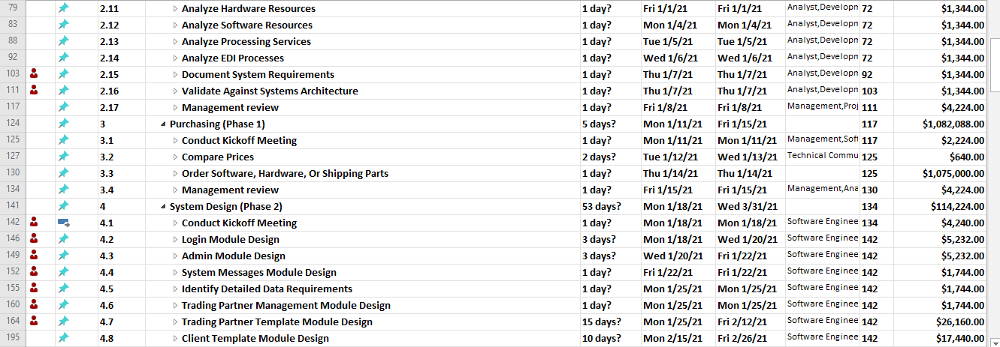 79 2.11 Analyze Hardware Resources 1 day? Fri 1/1/21 Fri 1/1/21 Analyst,Developm 72 $1,344.00
83 2.12 Analyze Software Resources 1 day? Mon 1/4/21 Mon 1/4/21 Analyst,Developm 72 $1,344.00
88 2.13 Analyze Processing Services 1 day? Tue 1/5/21 Tue 1/5/21 Analyst,Developm 72 $1,344.00
92 2.14 Analyze EDI Processes 1 day? Wed 1/6/21 Wed 1/6/21 Analyst,Developm 72 $1,344.00
103 2.15 Document System Requirements 1 day? Thu 1/7/21 Thu 1/7/21 Analyst,Developm 92 $1,344.00
111 2.16 Validate Against Systems Architecture 1 day? Thu 1/7/21 Thu 1/7/21 Analyst,Developm 103 $1,344.00
117 2.17 Management review 1 day? Fri 1/8/21 Fri 1/8/21 Management,Proj 111 $4,224.00
124 3 Purchasing (Phase 1) 5 days? Mon 1/11/21 Fri 1/15/21 117 $1,082,088.00
125 3.1 Conduct Kickoff Meeting 1 day? Mon 1/11/21 Mon 1/11/21 Management,Soft 117 $2,224.00
127 3.2 Compare Prices 2 days? Tue 1/12/21 Wed 1/13/21 Technical Commu 125 $640.00
130 3.3 Order Software, Hardware, Or Shipping Parts 1 day? Thu 1/14/21 Thu 1/14/21 125 $1,075,000.00
134 3.4 Management review 1 day? Fri 1/15/21 Fri 1/15/21 Management,Ana 130 $4,224.00
141 4 System Design (Phase 2) 53 days? Mon 1/18/21 Wed 3/31/21 134 $114,224.00
142 4.1 Conduct Kickoff Meeting 1 day? Mon 1/18/21 Mon 1/18/21 Software Enginee 134 $4,240.00
146 4.2 Login Module Design 3 days? Mon 1/18/21 Wed 1/20/21 Software Enginee 142 $5,232.00
149 4.3 Admin Module Design 3 days? Wed 1/20/21 Fri 1/22/21 Software Enginee 142 $5,232.00
152 4.4 System Messages Module Design 1 day? Fri 1/22/21 Fri 1/22/21 Software Enginee 142 $1,744.00
155 4.5 Identify Detailed Data Requirements 1 day? Mon 1/25/21 Mon 1/25/21 Software Enginee 142 $1,744.00
160 4.6 Trading Partner Management Module Design 1 day? Mon 1/25/21 Mon 1/25/21 Software Enginee 142 $1,744.00
164 4.7 Trading Partner Template Module Design 15 days? Mon 1/25/21 Fri 2/12/21 Software Enginee 142 $26,160.00
195 4.8 Client Template Module Design 10 days? Mon 2/15/21 Fri 2/26/21 Software Enginee 142 $17,440.00